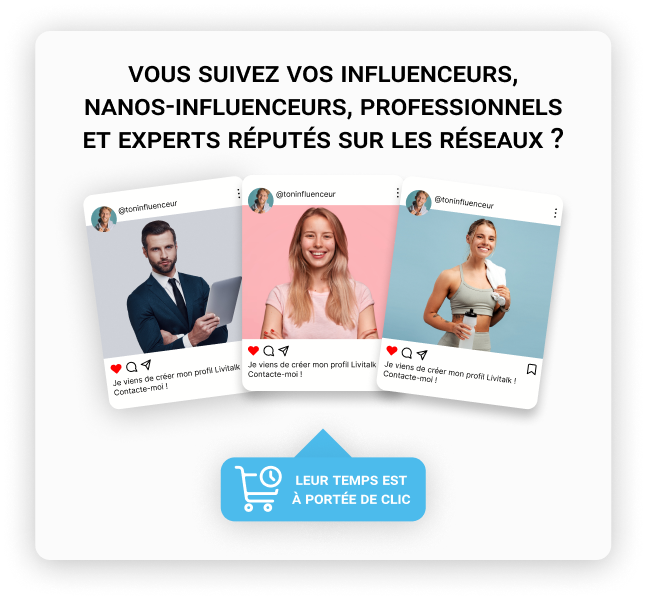 VOUS SUIVEZ VOS INFLUENCEURS,
NANOS-INFLUENCEURS, PROFESSIONNELS
ET EXPERTS RÉPUTÉS SUR LES RÉSEAUX ?
@toninfluenceur
Je viens de créer mon profil Livitalk
Contacte-moi !
@toninfluenceur
Je viens de créer mon profil Livitalk
Contacte-moi !
@toninfluenceur
Je viens de créer mon profil Livitalk !
Contacte-moi !
LEUR TEMPS EST
À PORTÉE DE CLIC